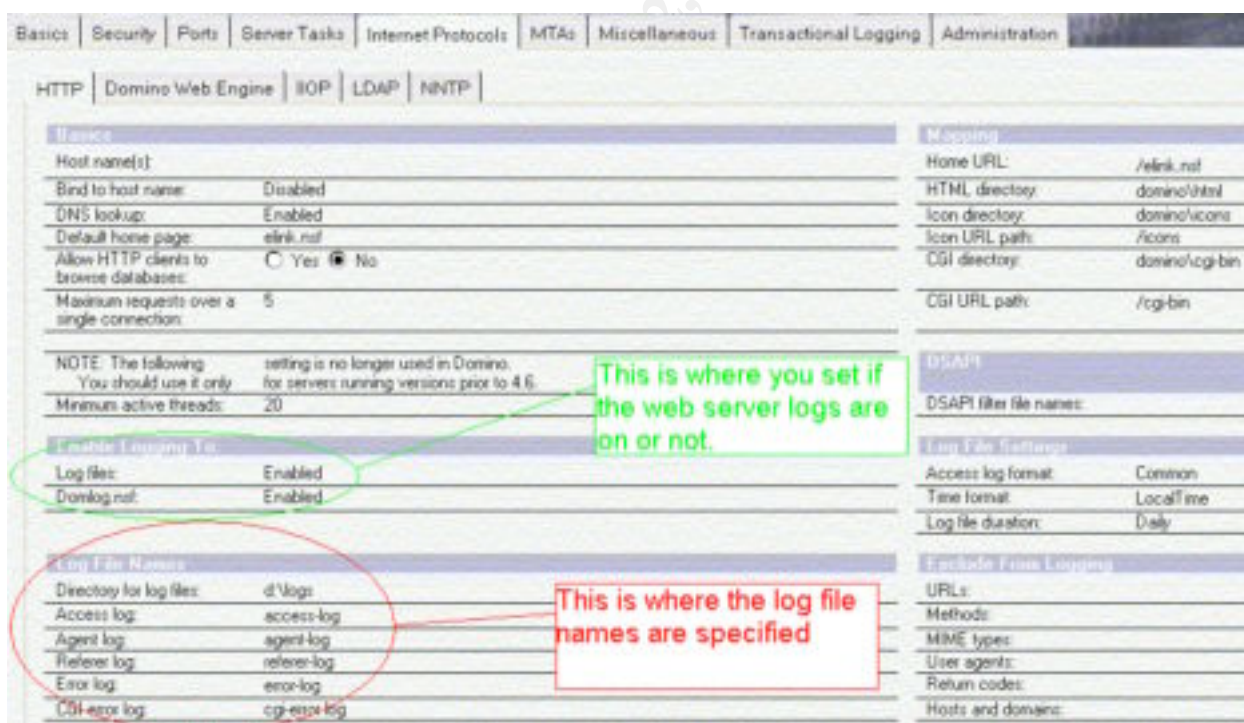 Basics Security Ports Server Tasks Internet Protocols MTAs Miscellaneous Transactional Logging Administration
HTTP Domino Web Engine IIOP LDAP NNTP
Basics
Host name(s):
Bind to host name: Disabled
DNS lookup: Enabled
Default home page: elink.nsf
Allow HTTP clients to Yes No
browse databases:
Maximum requests over a 5
single connection:
NOTE: The following setting is no longer used in Domino.
You should use it only for servers running versions prior to 4.6.
Minimum active threads: 20
Enable Logging To:
Log files: Enabled
Domlog.nsf: Enabled
Log File Names
Directory for log files: d:\logs
Access log: access-log
Agent log: agent-log
Referer log: referer-log
Error log: error-log
CGI error log: cgi-error-log
This is where you set if
the web server logs are
on or not.
This is where the log file
names are specified
Mapping
Home URL: /elink.nsf
HTML directory: domino\html
Icon directory: domino\icons
Icon URL path: /icons
CGI directory: domino\cgi-bin
CGI URL path: /cgi-bin
DSAPI
DSAPI filter file names:
Log File Settings
Access log format: Common
Time format: LocalTime
Log file duration: Daily
Exclude From Logging
URLs:
Methods:
MIME types:
User agents:
Return codes:
Hosts and domains: